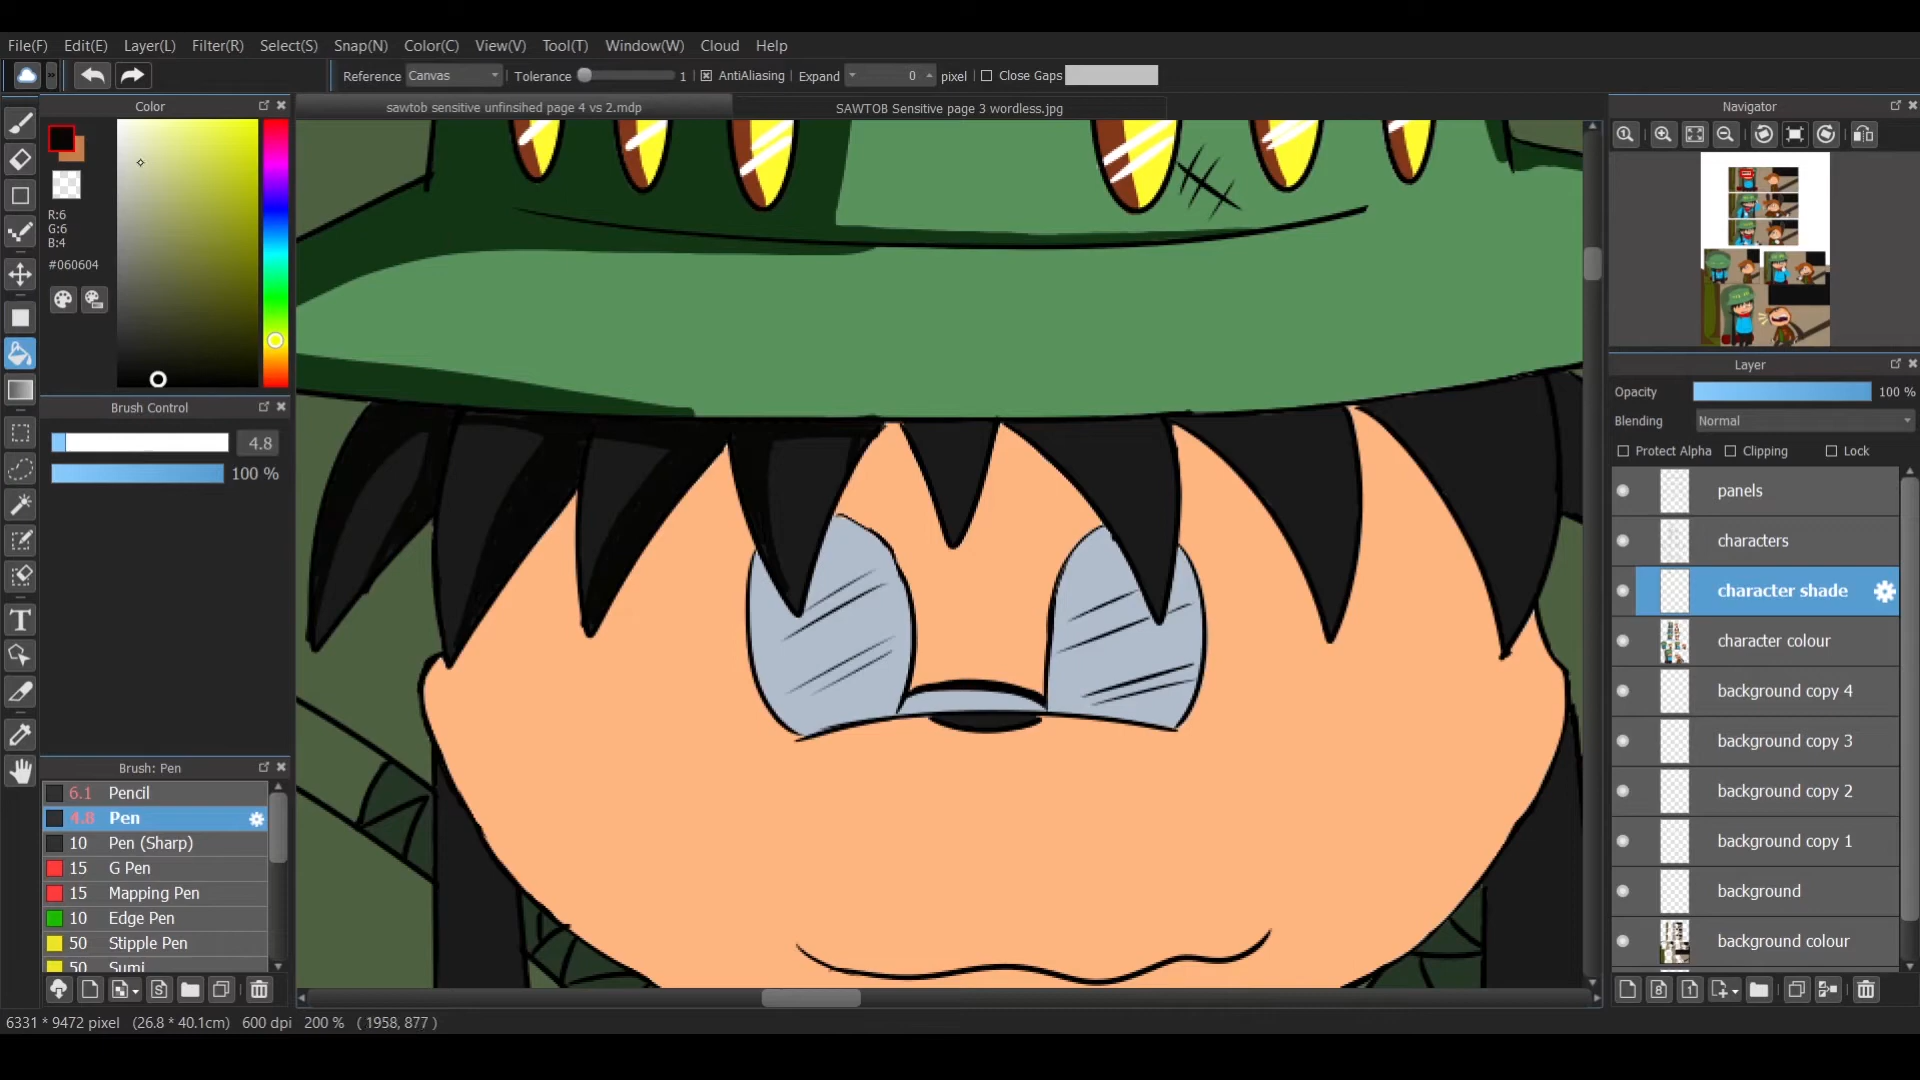 File(F) Edit(E) Layer(L) Filter(R) Select(S) Snap(N) Color(C) View(V) Tool(T) Window(W) Cloud Help
Reference Canvas Tolerance 1 AntiAliasing Expand 0 pixel Close Gaps
Color
sawtob sensitive unfinsihed page 4 vs 2.mdp
SAWTOB Sensitive page 3 wordless.jpg
Navigator
R:6
G:6
B:4
#060604
Layer
Opacity 100 %
Brush Control
Blending Normal
4.8
Protect Alpha Clipping Lock
100 %
panels
characters
character shade
character colour
background copy 4
background copy 3
background copy 2
background copy 1
background
background colour
Brush: Pen
6.1 Pencil
4.8 Pen
10 Pen (Sharp)
15 G Pen
15 Mapping Pen
10 Edge Pen
50 Stipple Pen
50 Sumi
6331 * 9472 pixel (26.8 * 40.1cm) 600 dpi 200 % ( 1958, 877 )